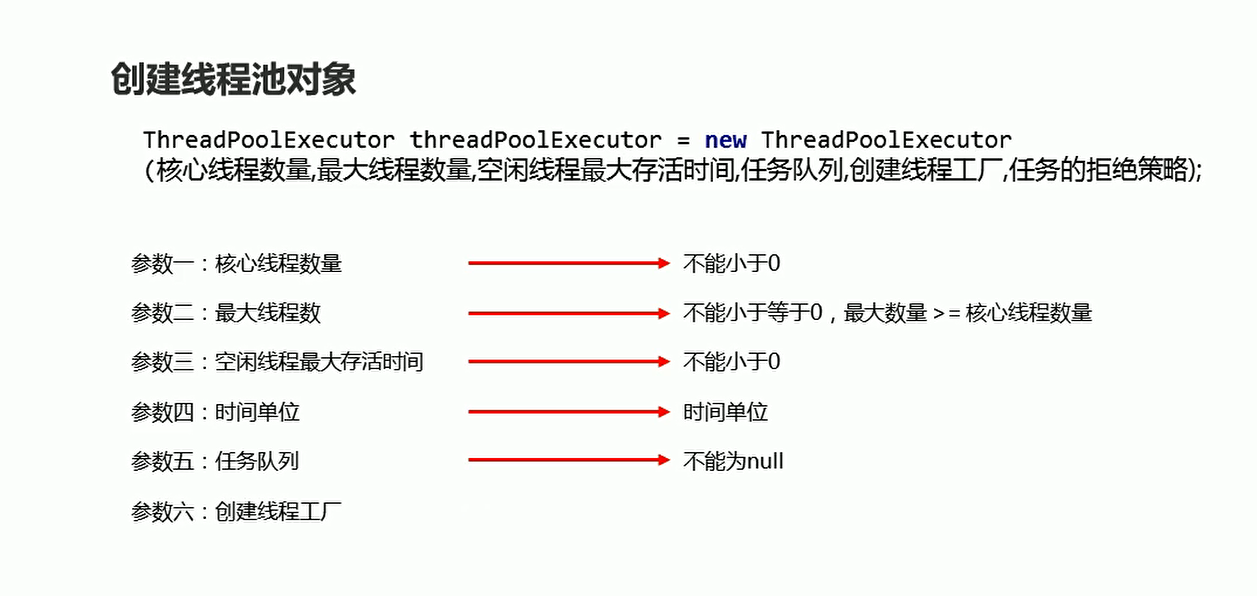 创建线程池对象
ThreadPoolExecutor threadPoolExecutor = new ThreadPoolExecutor
(核心线程数量,最大线程数量,空闲线程最大存活时间,任务队列,创建线程工厂,任务的拒绝策略);
参数一：核心线程数量 不能小于0
参数二：最大线程数 不能小于等于0，最大数量 >= 核心线程数量
参数三：空闲线程最大存活时间 不能小于0
参数四：时间单位 时间单位
参数五：任务队列 不能为null
参数六：创建线程工厂